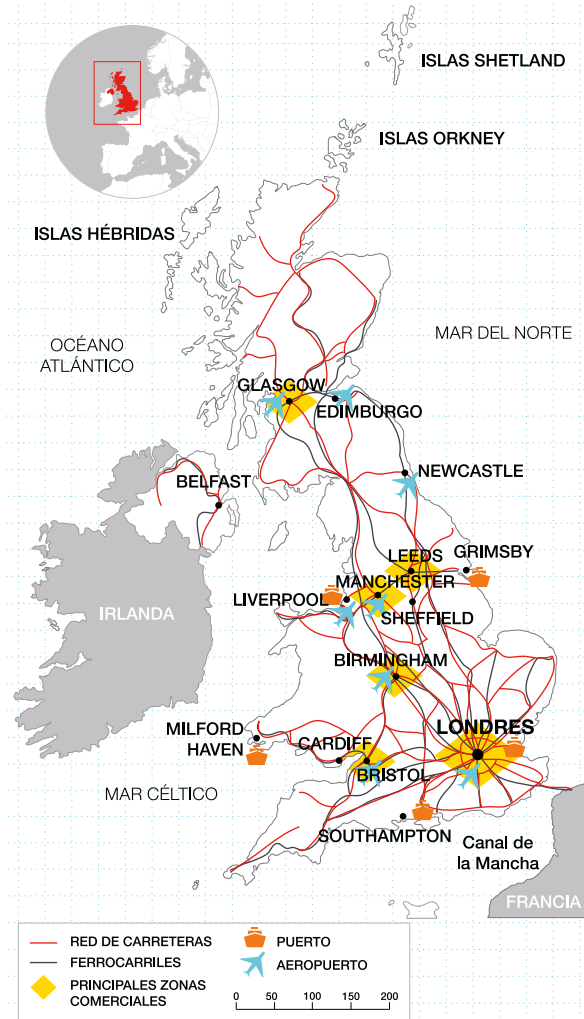 ISLAS SHETLAND
ISLAS ORKNEY
ISLAS HÉBRIDAS
OCÉANO
ATLÁNTICO
MAR DEL NORTE
GLASGOW
EDIMBURGO
NEWCASTLE
BELFAST
LEEDS
GRIMSBY
MANCHESTER
LIVERPOOL
SHEFFIELD
IRLANDA
BIRMINGHAM
MILFORD
HAVEN
CARDIFF
LONDRES
BRISTOL
MAR CÉLTICO
SOUTHAMPTON
Canal de
la Mancha
FRANCIA
RED DE CARRETERAS
FERROCARRILES
PRINCIPALES ZONAS
COMERCIALES
PUERTO
AEROPUERTO
0 50 100 150 200